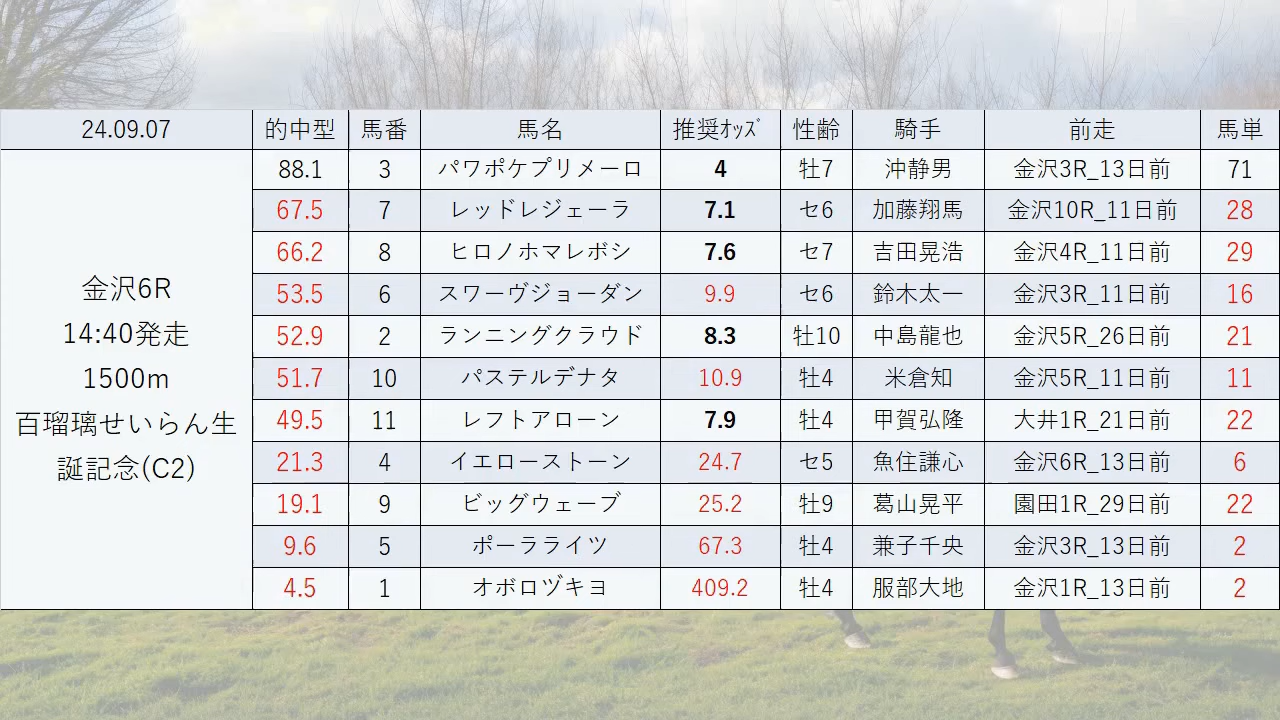 24.09.07 的中型 馬番 馬名 推奨ｵｯｽﾞ 性齢 騎手 前走 馬単
金沢6R
14:40発走
1500m
百瑠璃せいらん生
誕記念(C2)
88.1 3 パワポケプリメーロ 4 牡7 沖静男 金沢3R_13日前 71
67.5 7 レッドレジェーラ 7.1 セ6 加藤翔馬 金沢10R_11日前 28
66.2 8 ヒロノホマレボシ 7.6 セ7 吉田晃浩 金沢4R_11日前 29
53.5 6 スワーヴジョーダン 9.9 セ6 鈴木太一 金沢3R_11日前 16
52.9 2 ランニングクラウド 8.3 牡10 中島龍也 金沢5R_26日前 21
51.7 10 パステルデナタ 10.9 牡4 米倉知 金沢5R_11日前 11
49.5 11 レフトアローン 7.9 牡4 甲賀弘隆 大井1R_21日前 22
21.3 4 イエローストーン 24.7 セ5 魚住謙心 金沢6R_13日前 6
19.1 9 ビッグウェーブ 25.2 牡9 葛山晃平 園田1R_29日前 22
9.6 5 ポーラライツ 67.3 牡4 兼子千央 金沢3R_13日前 2
4.5 1 オボロヅキヨ 409.2 牡4 服部大地 金沢1R_13日前 2